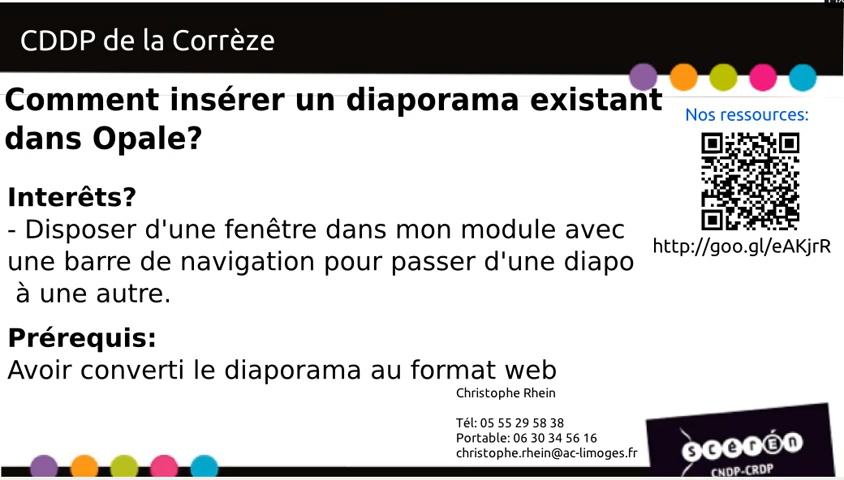 CDDP de la Corrèze
Comment insérer un diaporama existant
dans Opale?
Nos ressources:
http://goo.gl/eAKjrR
Interêts?
- Disposer d'une fenêtre dans mon module avec
une barre de navigation pour passer d'une diapo
à une autre.
Prérequis:
Avoir converti le diaporama au format web
Christophe Rhein
Tél: 05 55 29 58 38
Portable: 06 30 34 56 16
christophe.rhein@ac-limoges.fr
scérén
CNDP-CRDP